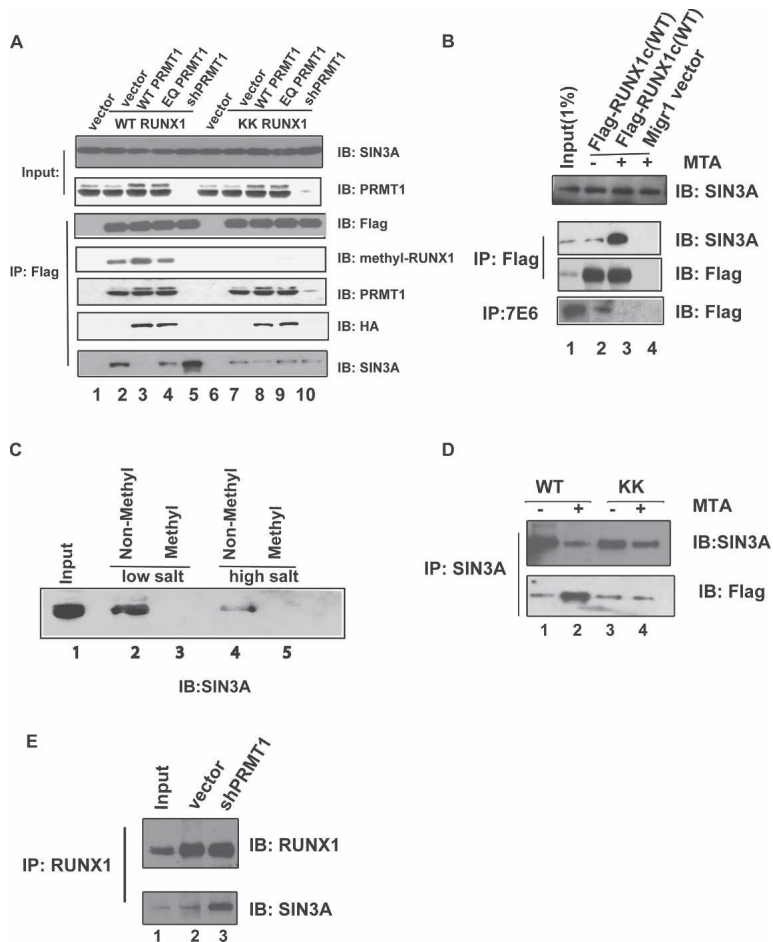 A
vector
vector
WT PRMT1
EQ PRMT1
shPRMT1
vector
vector
WT PRMT1
EQ PRMT1
shPRMT1
WT RUNX1
KK RUNX1
Input:
IB: SIN3A
IB: PRMT1
IP: Flag
IB: Flag
IB: methyl-RUNX1
IB: PRMT1
IB: HA
IB: SIN3A
1 2 3 4 5 6 7 8 9 10
B
Input(1%)
Flag-RUNX1c(WT)
Flag-RUNX1c(WT)
Migr1 vector
- + + MTA
IB: SIN3A
IP: Flag
IB: SIN3A
IB: Flag
IP:7E6
IB: Flag
1 2 3 4
C
Input
Non-Methyl
Methyl
Non-Methyl
Methyl
low salt
high salt
1 2 3 4 5
IB:SIN3A
D
WT KK
- + - + MTA
IP: SIN3A
IB:SIN3A
IB: Flag
1 2 3 4
E
Input
vector
shPRMT1
IP: RUNX1
IB: RUNX1
IB: SIN3A
1 2 3